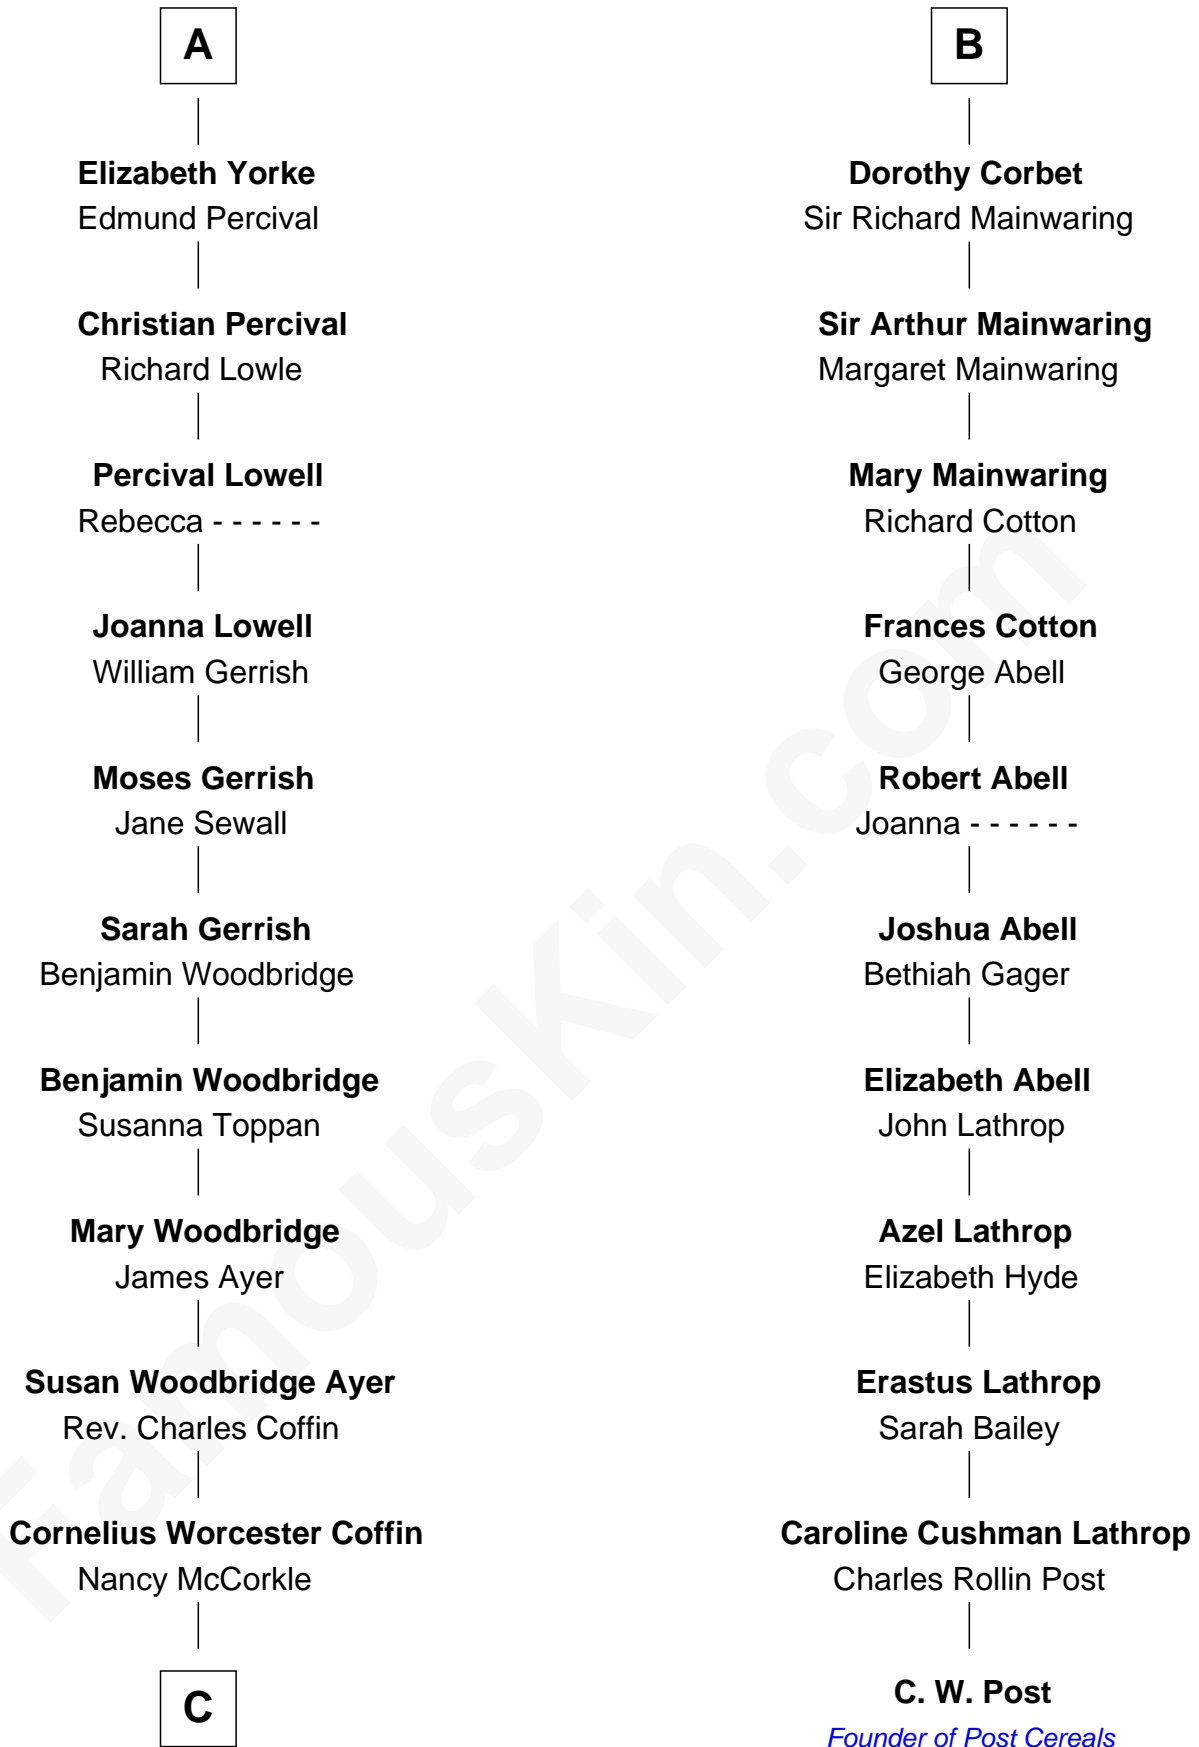 A
Elizabeth Yorke
Edmund Percival
Christian Percival
Richard Lowle
Percival Lowell
Rebecca - - - - - -
Joanna Lowell
William Gerrish
Moses Gerrish
Jane Sewall
Sarah Gerrish
Benjamin Woodbridge
Benjamin Woodbridge
Susanna Toppan
Mary Woodbridge
James Ayer
Susan Woodbridge Ayer
Rev. Charles Coffin
Cornelius Worcester Coffin
Nancy McCorkle
C
B
Dorothy Corbet
Sir Richard Mainwaring
Sir Arthur Mainwaring
Margaret Mainwaring
Mary Mainwaring
Richard Cotton
Frances Cotton
George Abell
Robert Abell
Joanna - - - - - -
Joshua Abell
Bethiah Gager
Elizabeth Abell
John Lathrop
Azel Lathrop
Elizabeth Hyde
Erastus Lathrop
Sarah Bailey
Caroline Cushman Lathrop
Charles Rollin Post
C. W. Post
Founder of Post Cereals
FamousKin.com